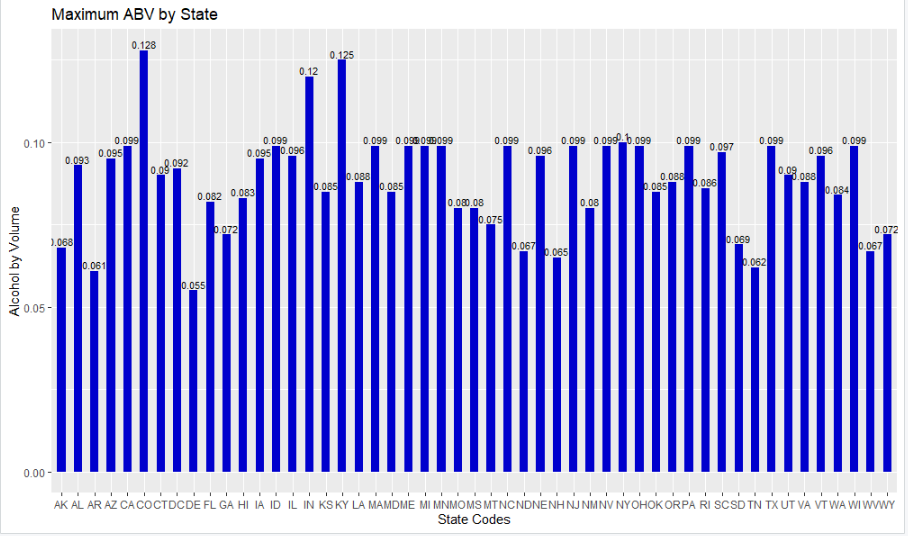 Maximum ABV by State
Alcohol by Volume
0.10
0.05
0.00
0.068 0.093 0.061 0.095 0.099 0.128 0.09 0.092 0.055 0.082 0.072 0.083 0.095 0.099 0.096 0.12 0.085 0.125 0.088 0.099 0.085 0.099 0.099 0.099 0.08 0.08 0.075 0.099 0.067 0.096 0.065 0.099 0.08 0.099 0.1 0.099 0.085 0.088 0.099 0.086 0.097 0.069 0.062 0.099 0.09 0.088 0.096 0.084 0.099 0.067 0.072
AK AL AR AZ CA CO CT DC DE FL GA HI IA ID IL IN KS KY LA MA MD ME MI MN MO MS MT NC ND NE NH NJ NM NV NY OH OK OR PA RI SC SD TN TX UT VA VT WA WI WV WY
State Codes